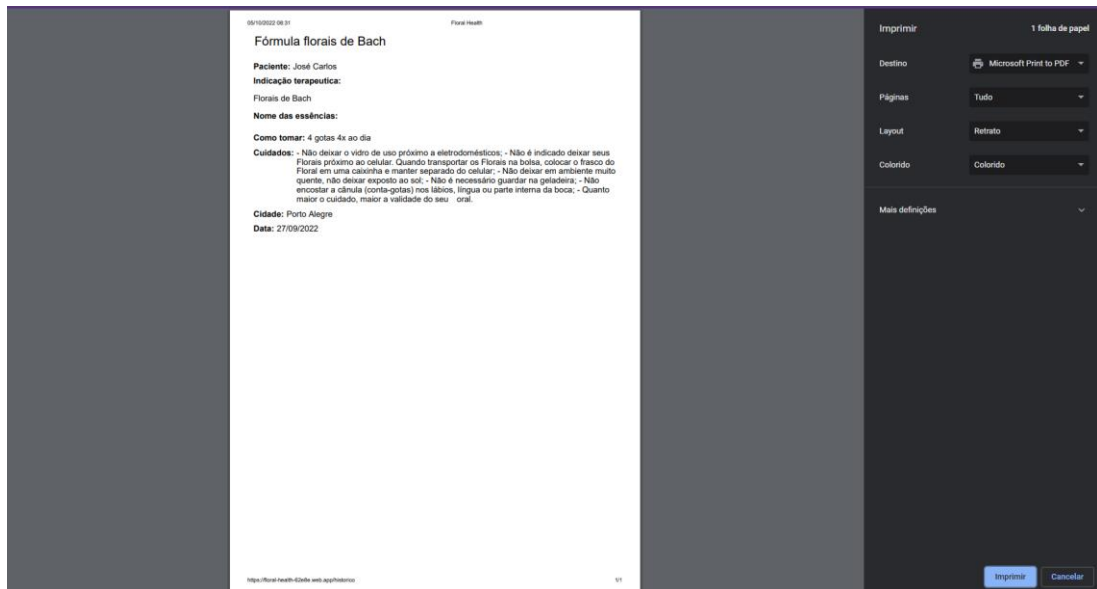 05/10/2022 06:31 Floral Health
Fórmula florais de Bach
Paciente: José Carlos
Indicação terapeutica:
Florais de Bach
Nome das essências:
Como tomar: 4 gotas 4x ao dia
Cuidados: - Não deixar o vidro de uso próximo a eletrodomésticos; - Não é indicado deixar seus
Florais próximo ao celular. Quando transportar os Florais na bolsa, colocar o frasco do
Floral em uma caixinha e manter separado do celular; - Não deixar em ambiente muito
quente, não deixar exposto ao sol; - Não é necessário guardar na geladeira; - Não
encostar a cânula (conta-gotas) nos lábios, língua ou parte interna da boca; - Quanto
maior o cuidado, maior a validade do seu oral.
Cidade: Porto Alegre
Data: 27/09/2022
1/1
Imprimir 1 folha de papel
Destino Microsoft Print to PDF
Páginas Tudo
Layout Retrato
Colorido Colorido
Mais definições
Imprimir Cancelar